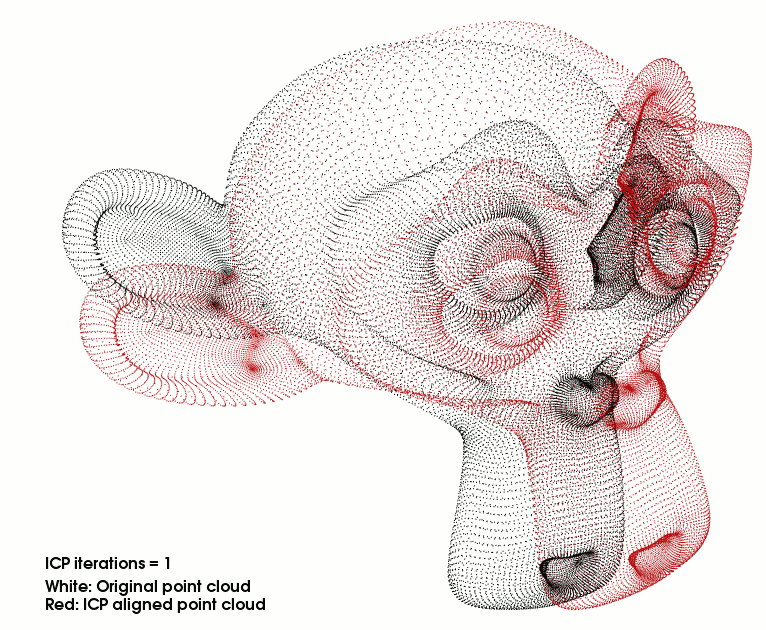 ICP iterations = 1
White: Original point cloud
Red: ICP aligned point cloud